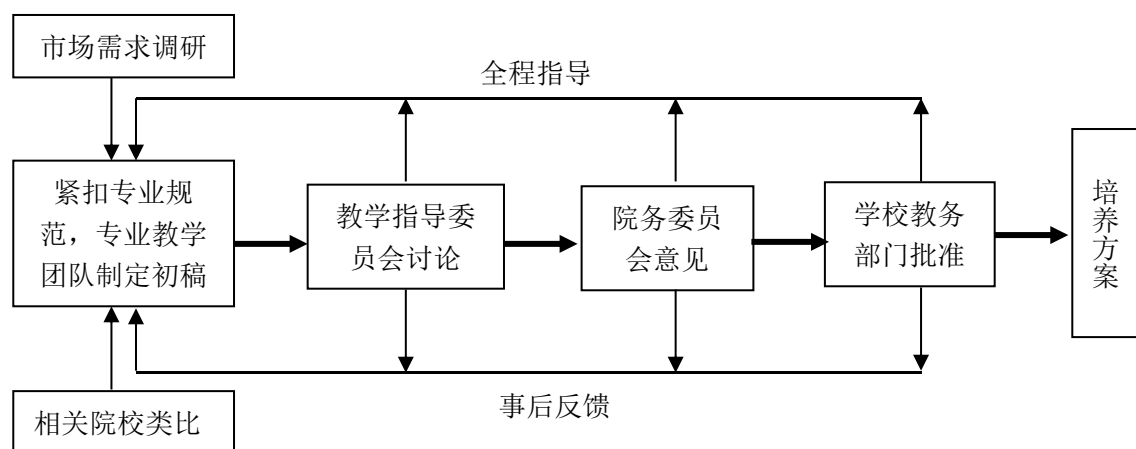 市场需求调研
全程指导
紧扣专业规
范，专业教学
团队制定初稿
教学指导委
员会讨论
院务委员
会意见
学校教务
部门批准
培养方案
相关院校类比
事后反馈